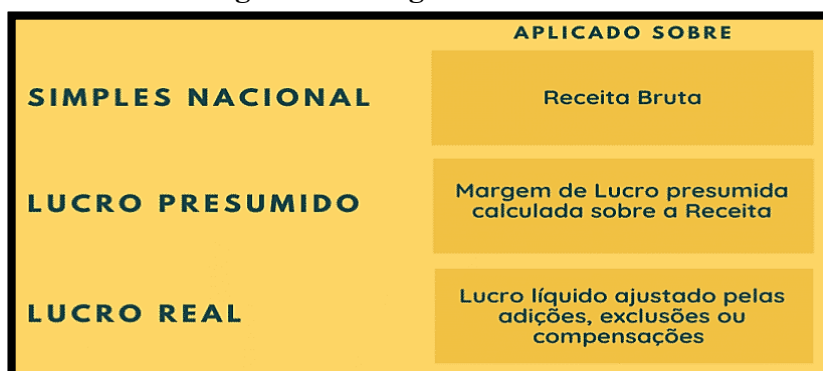 APLICADO SOBRE
SIMPLES NACIONAL
Receita Bruta
LUCRO PRESUMIDO
Margem de Lucro presumida
calculada sobre a Receita
LUCRO REAL
Lucro líquido ajustado pelas
adições, exclusões ou
compensações